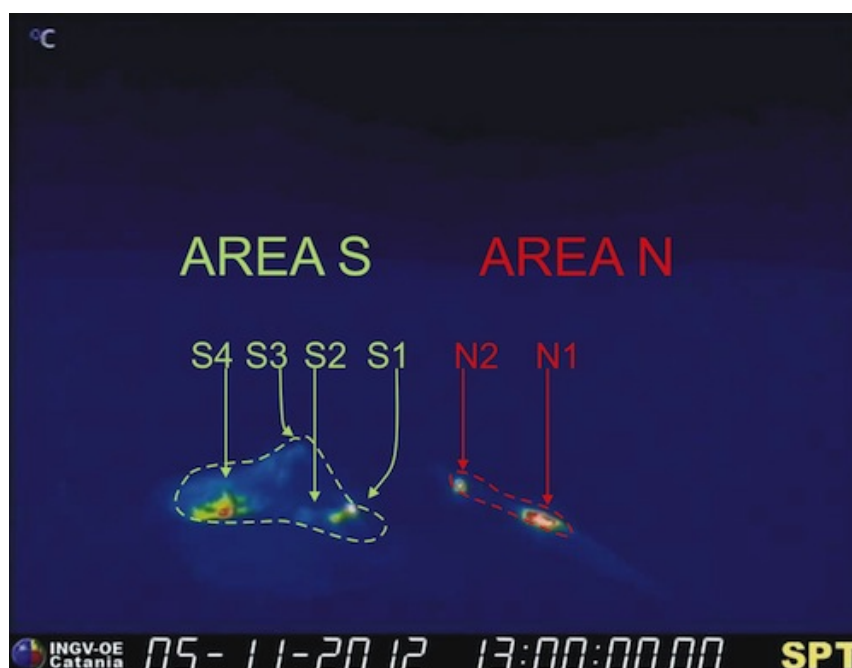 °C
AREA S AREA N
S4 S3 S2 S1 N2 N1
INGV-OE
Catania 05-11-2012 13:00:00:00 SPT